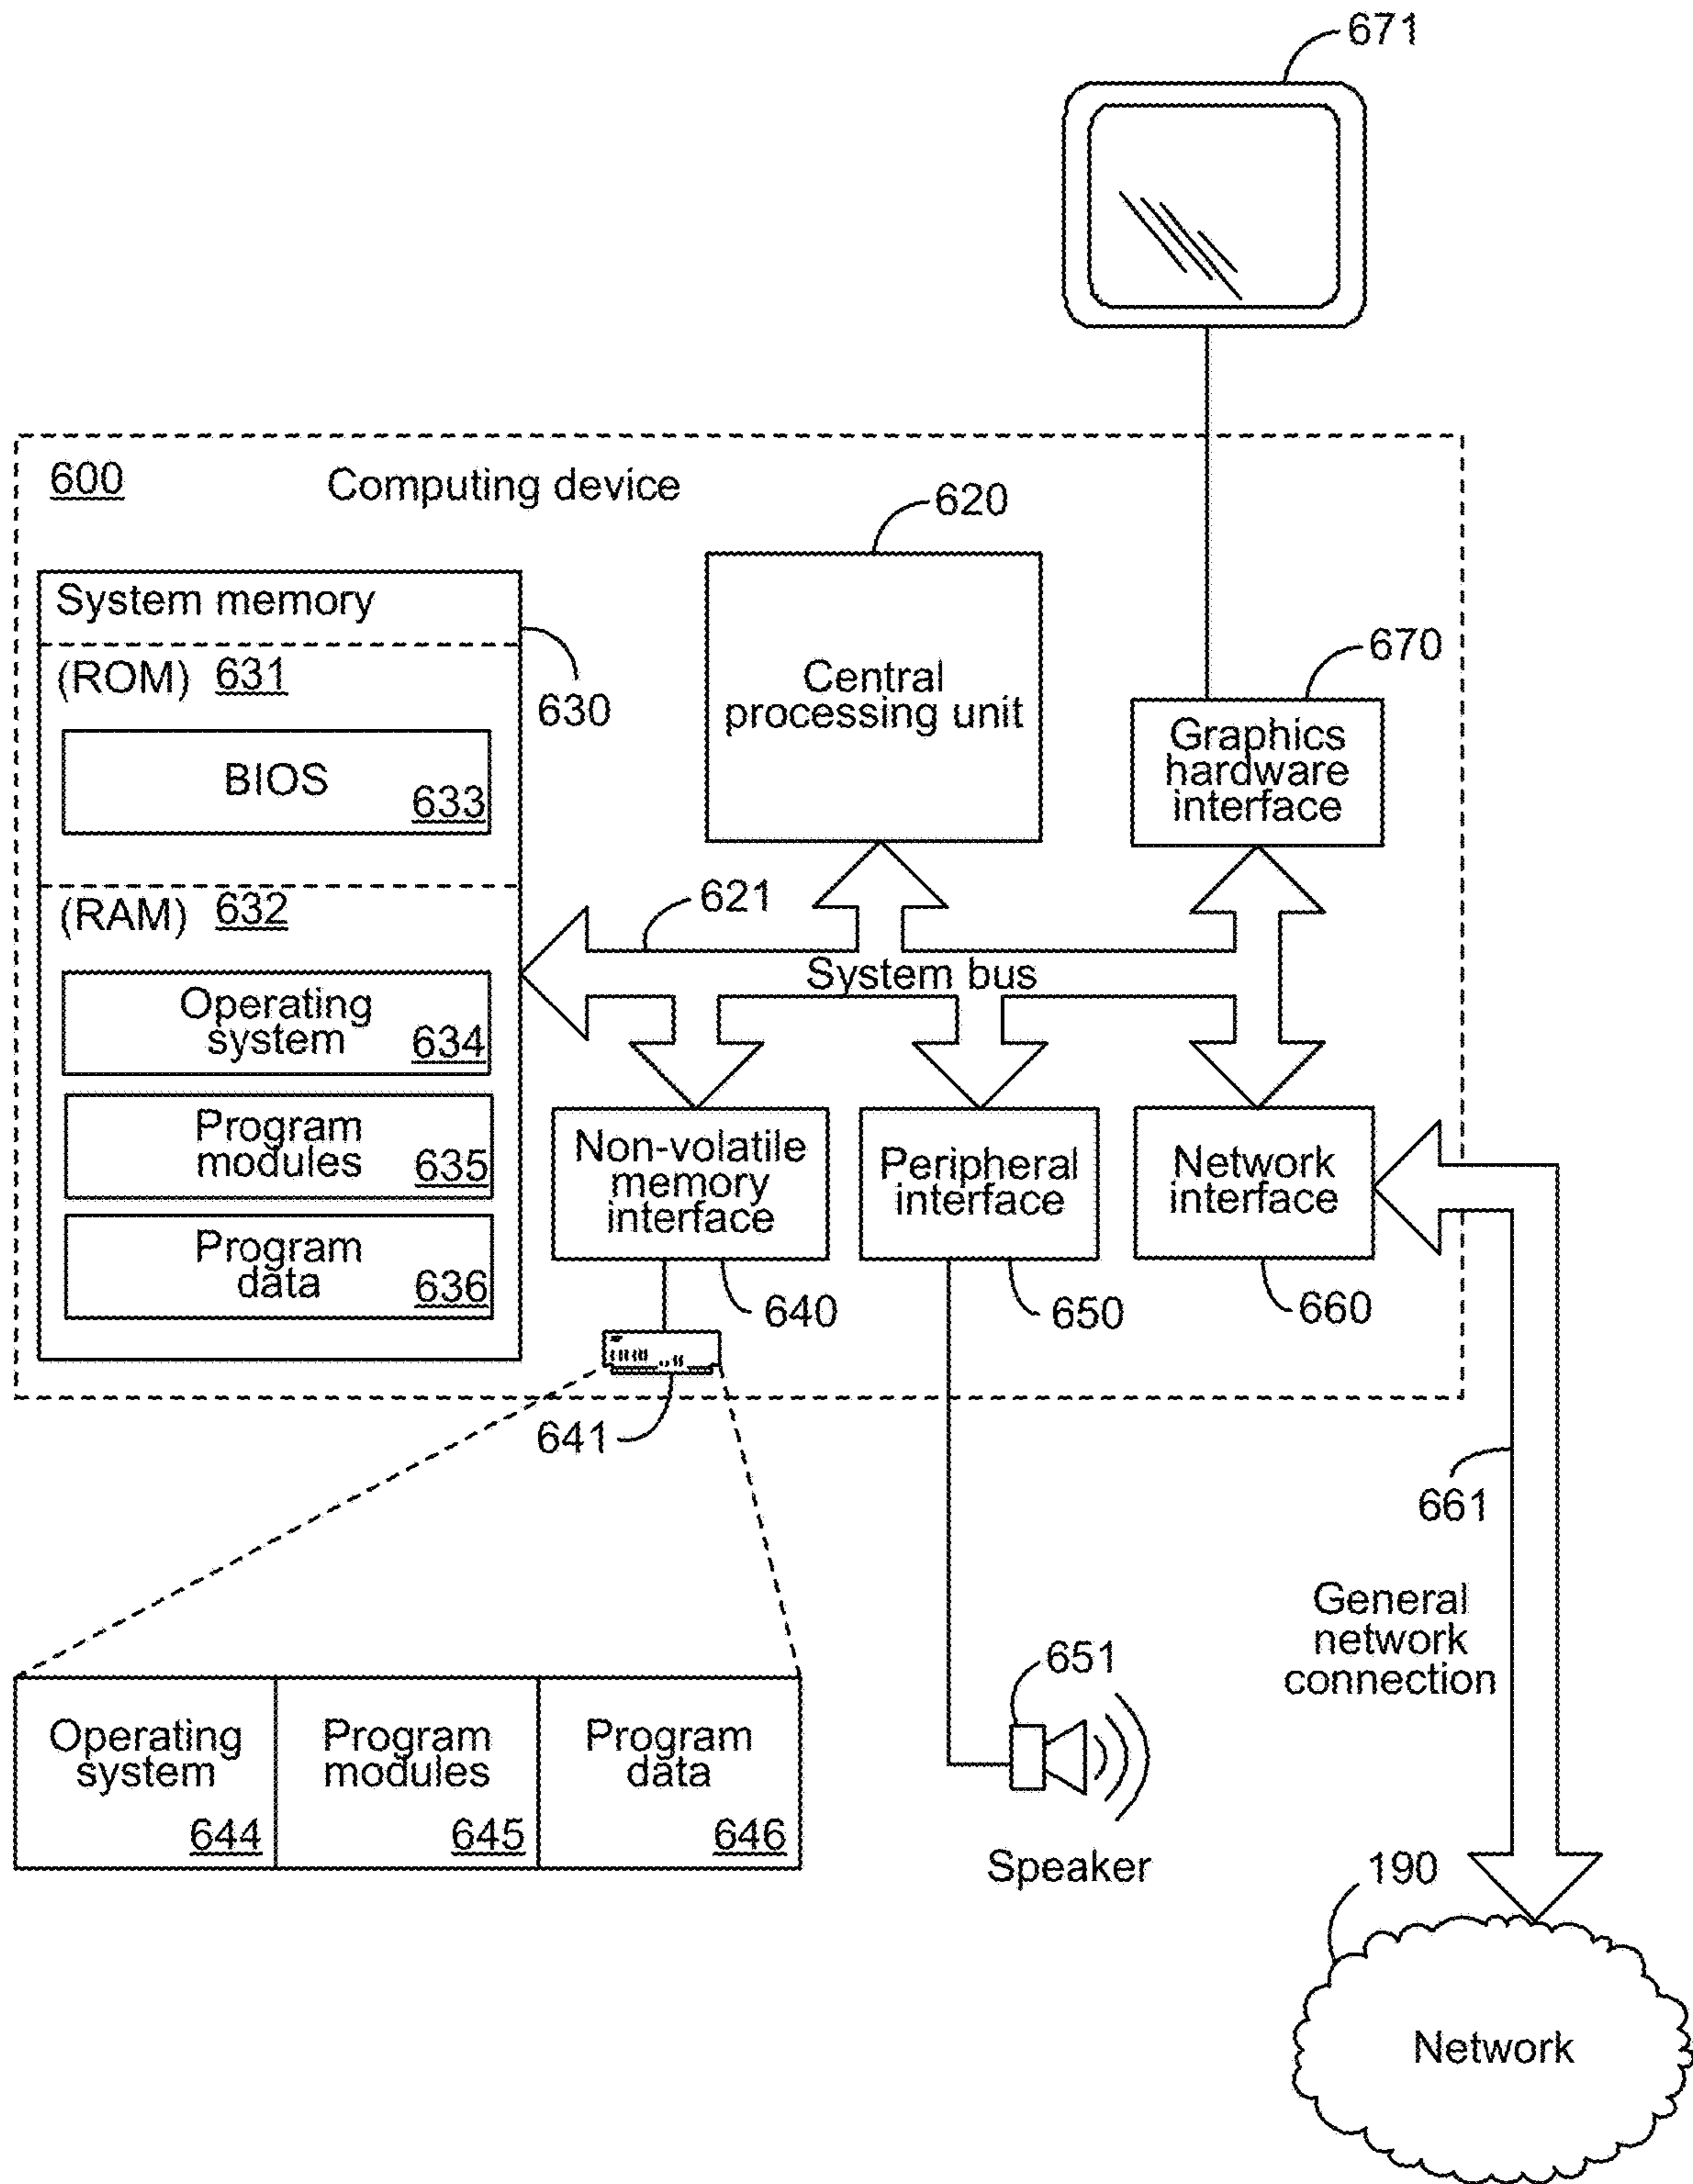 671
600
Computing device
620
System memory
(ROM) 631
630
BIOS
633
Central
processing unit
670
Graphics
hardware
interface
(RAM) 632
621
System bus
Operating
system
634
Program
modules
635
Program
data
636
Non-volatile
memory
interface
Peripheral
interface
Network
interface
640
650
660
641
661
General
network
connection
651
Operating
system
644
Program
modules
645
Program
data
646
Speaker
190
Network